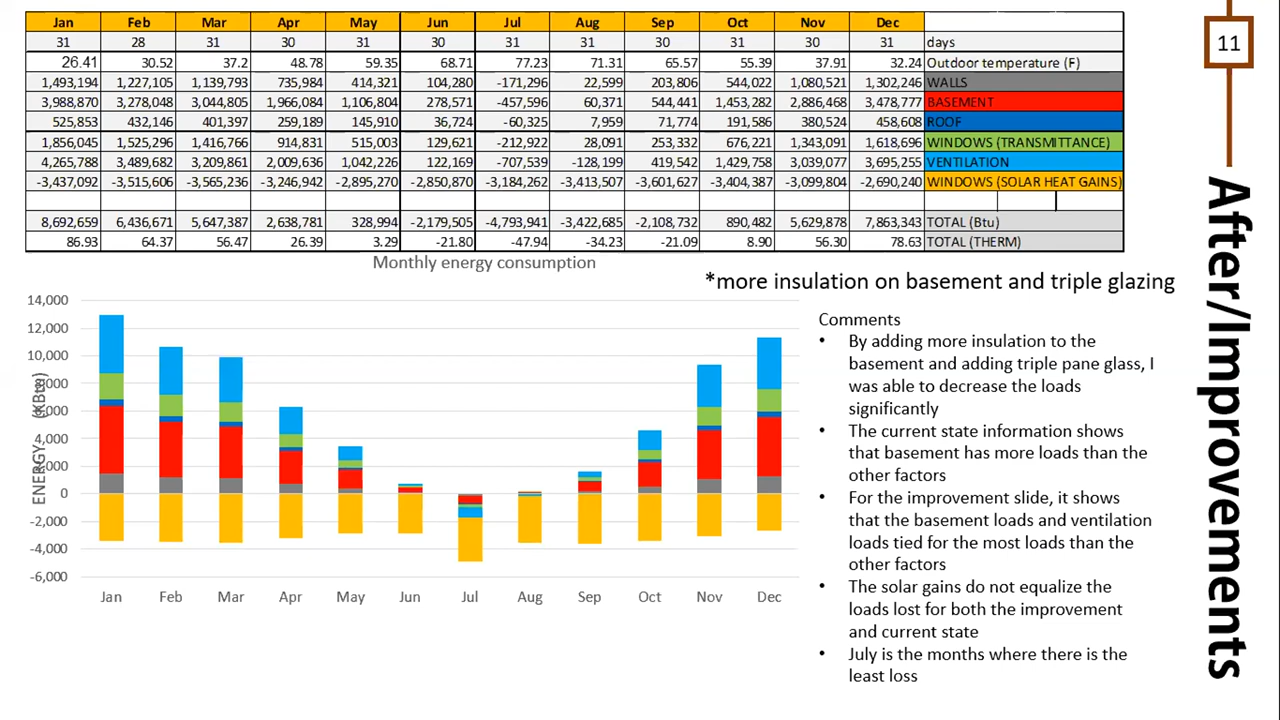 Jan Feb Mar Apr May Jun Jul Aug Sep Oct Nov Dec
31 28 31 30 31 30 31 31 30 31 30 31 days
26.41 30.52 37.2 48.78 59.35 68.71 77.23 71.31 65.57 55.39 37.91 32.24 Outdoor temperature (F)
1,493,194 1,227,105 1,139,793 735,984 414,321 104,280 -171,296 22,599 203,806 544,022 1,080,521 1,302,246 WALLS
3,988,870 3,278,048 3,044,805 1,966,084 1,106,804 278,571 -457,596 60,371 544,441 1,453,282 2,886,468 3,478,777 BASEMENT
525,853 432,146 401,397 259,189 145,910 36,724 -60,325 7,959 71,774 191,586 380,524 458,608 ROOF
1,856,045 1,525,296 1,416,766 914,831 515,003 129,621 -212,922 28,091 253,332 676,221 1,343,091 1,618,696 WINDOWS (TRANSMITTANCE)
4,265,788 3,489,682 3,209,861 2,009,636 1,042,226 122,169 -707,539 -128,199 419,542 1,429,758 3,039,077 3,695,255 VENTILATION
-3,437,092 -3,515,606 -3,565,236 -3,246,942 -2,895,270 -2,850,870 -3,184,262 -3,413,507 -3,601,627 -3,404,387 -3,099,804 -2,690,240 WINDOWS (SOLAR HEAT GAINS)
8,692,659 6,436,671 5,647,387 2,638,781 328,994 -2,179,505 -4,793,941 -3,422,685 -2,108,732 890,482 5,629,878 7,863,343 TOTAL (Btu)
86.93 64.37 56.47 26.39 3.29 -21.80 -47.94 -34.23 -21.09 8.90 56.30 78.63 TOTAL (THERM)
11
After/Improvements
Monthly energy consumption
*more insulation on basement and triple glazing
ENERGY (KBtu)
14,000
12,000
10,000
8,000
6,000
4,000
2,000
0
-2,000
-4,000
-6,000
Jan Feb Mar Apr May Jun Jul Aug Sep Oct Nov Dec
Comments
• By adding more insulation to the
basement and adding triple pane glass, I
was able to decrease the loads
significantly
• The current state information shows
that basement has more loads than the
other factors
• For the improvement slide, it shows
that the basement loads and ventilation
loads tied for the most loads than the
other factors
• The solar gains do not equalize the
loads lost for both the improvement
and current state
• July is the months where there is the
least loss